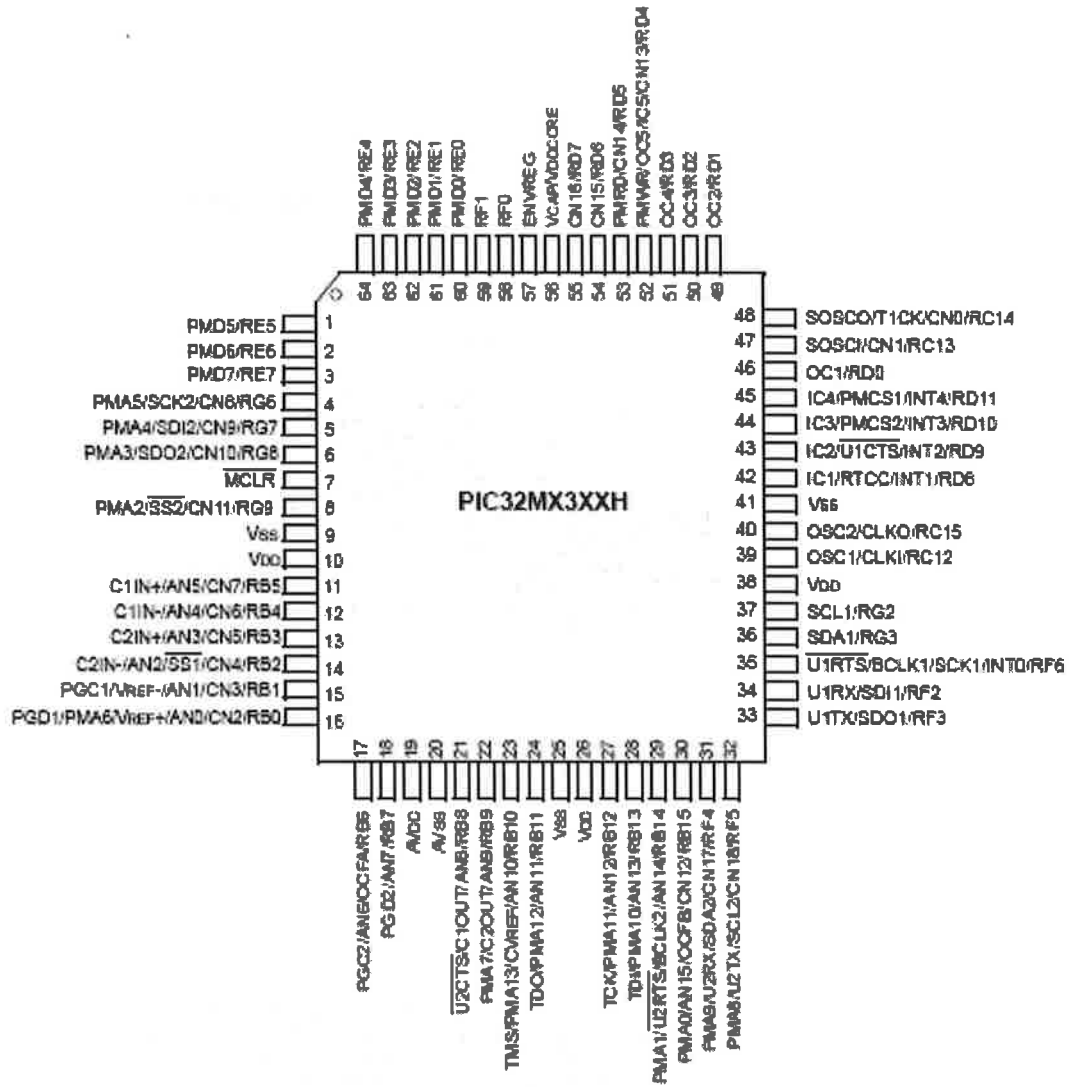 PMD4/RE4
PMD3/RE3
PMD2/RE2
PMD1/RE1
PMD0/RE0
RF1
RF0
ENVREG
VCAP/VDDCORE
CN16/RD7
CN15/RD6
PMRD/CN14/RD5
PMWR/OC5/IC5/CN13/RD4
OC4/RD3
OC3/RD2
OC2/RD1
64
63
62
61
60
59
58
57
56
55
54
53
52
51
50
49
PMD5/RE5 1
PMD6/RE6 2
PMD7/RE7 3
PMA5/SCK2/CN8/RG6 4
PMA4/SDI2/CN9/RG7 5
PMA3/SDO2/CN10/RG8 6
MCLR 7
PMA2/SS2/CN11/RG9 8
Vss 9
VDD 10
C1IN+/AN5/CN7/RB5 11
C1IN-/AN4/CN6/RB4 12
C2IN+/AN3/CN5/RB3 13
C2IN-/AN2/SS1/CN4/RB2 14
PGC1/VREF-/AN1/CN3/RB1 15
PGD1/PMA6/VREF+/AN0/CN2/RB0 16
PIC32MX3XXH
48 SOSCO/T1CK/CN0/RC14
47 SOSCI/CN1/RC13
46 OC1/RD0
45 IC4/PMCS1/INT4/RD11
44 IC3/PMCS2/INT3/RD10
43 IC2/U1CTS/INT2/RD9
42 IC1/RTCC/INT1/RD8
41 Vss
40 OSC2/CLKO/RC15
39 OSC1/CLKI/RC12
38 VDD
37 SCL1/RG2
36 SDA1/RG3
35 U1RTS/BCLK1/SCK1/INT0/RF6
34 U1RX/SDI1/RF2
33 U1TX/SDO1/RF3
17
18
19
20
21
22
23
24
25
26
27
28
29
30
31
32
PGC2/AN6/OCFA/RB6
PGD2/AN7/RB7
AVDD
AVSS
U2CTS/C1OUT/AN8/RB8
PMA7/C2OUT/AN9/RB9
TMS/PMA13/CVREF/AN10/RB10
TDO/PMA12/AN11/RB11
VSS
VDD
TCK/PMA11/AN12/RB12
TDI/PMA10/AN13/RB13
PMA1/U2RTS/BCLK2/AN14/RB14
PMA0/AN15/OCFB/CN12/RB15
PMA9/U2RX/SDA2/CN17/RF4
PMA8/U2TX/SCL2/CN18/RF5